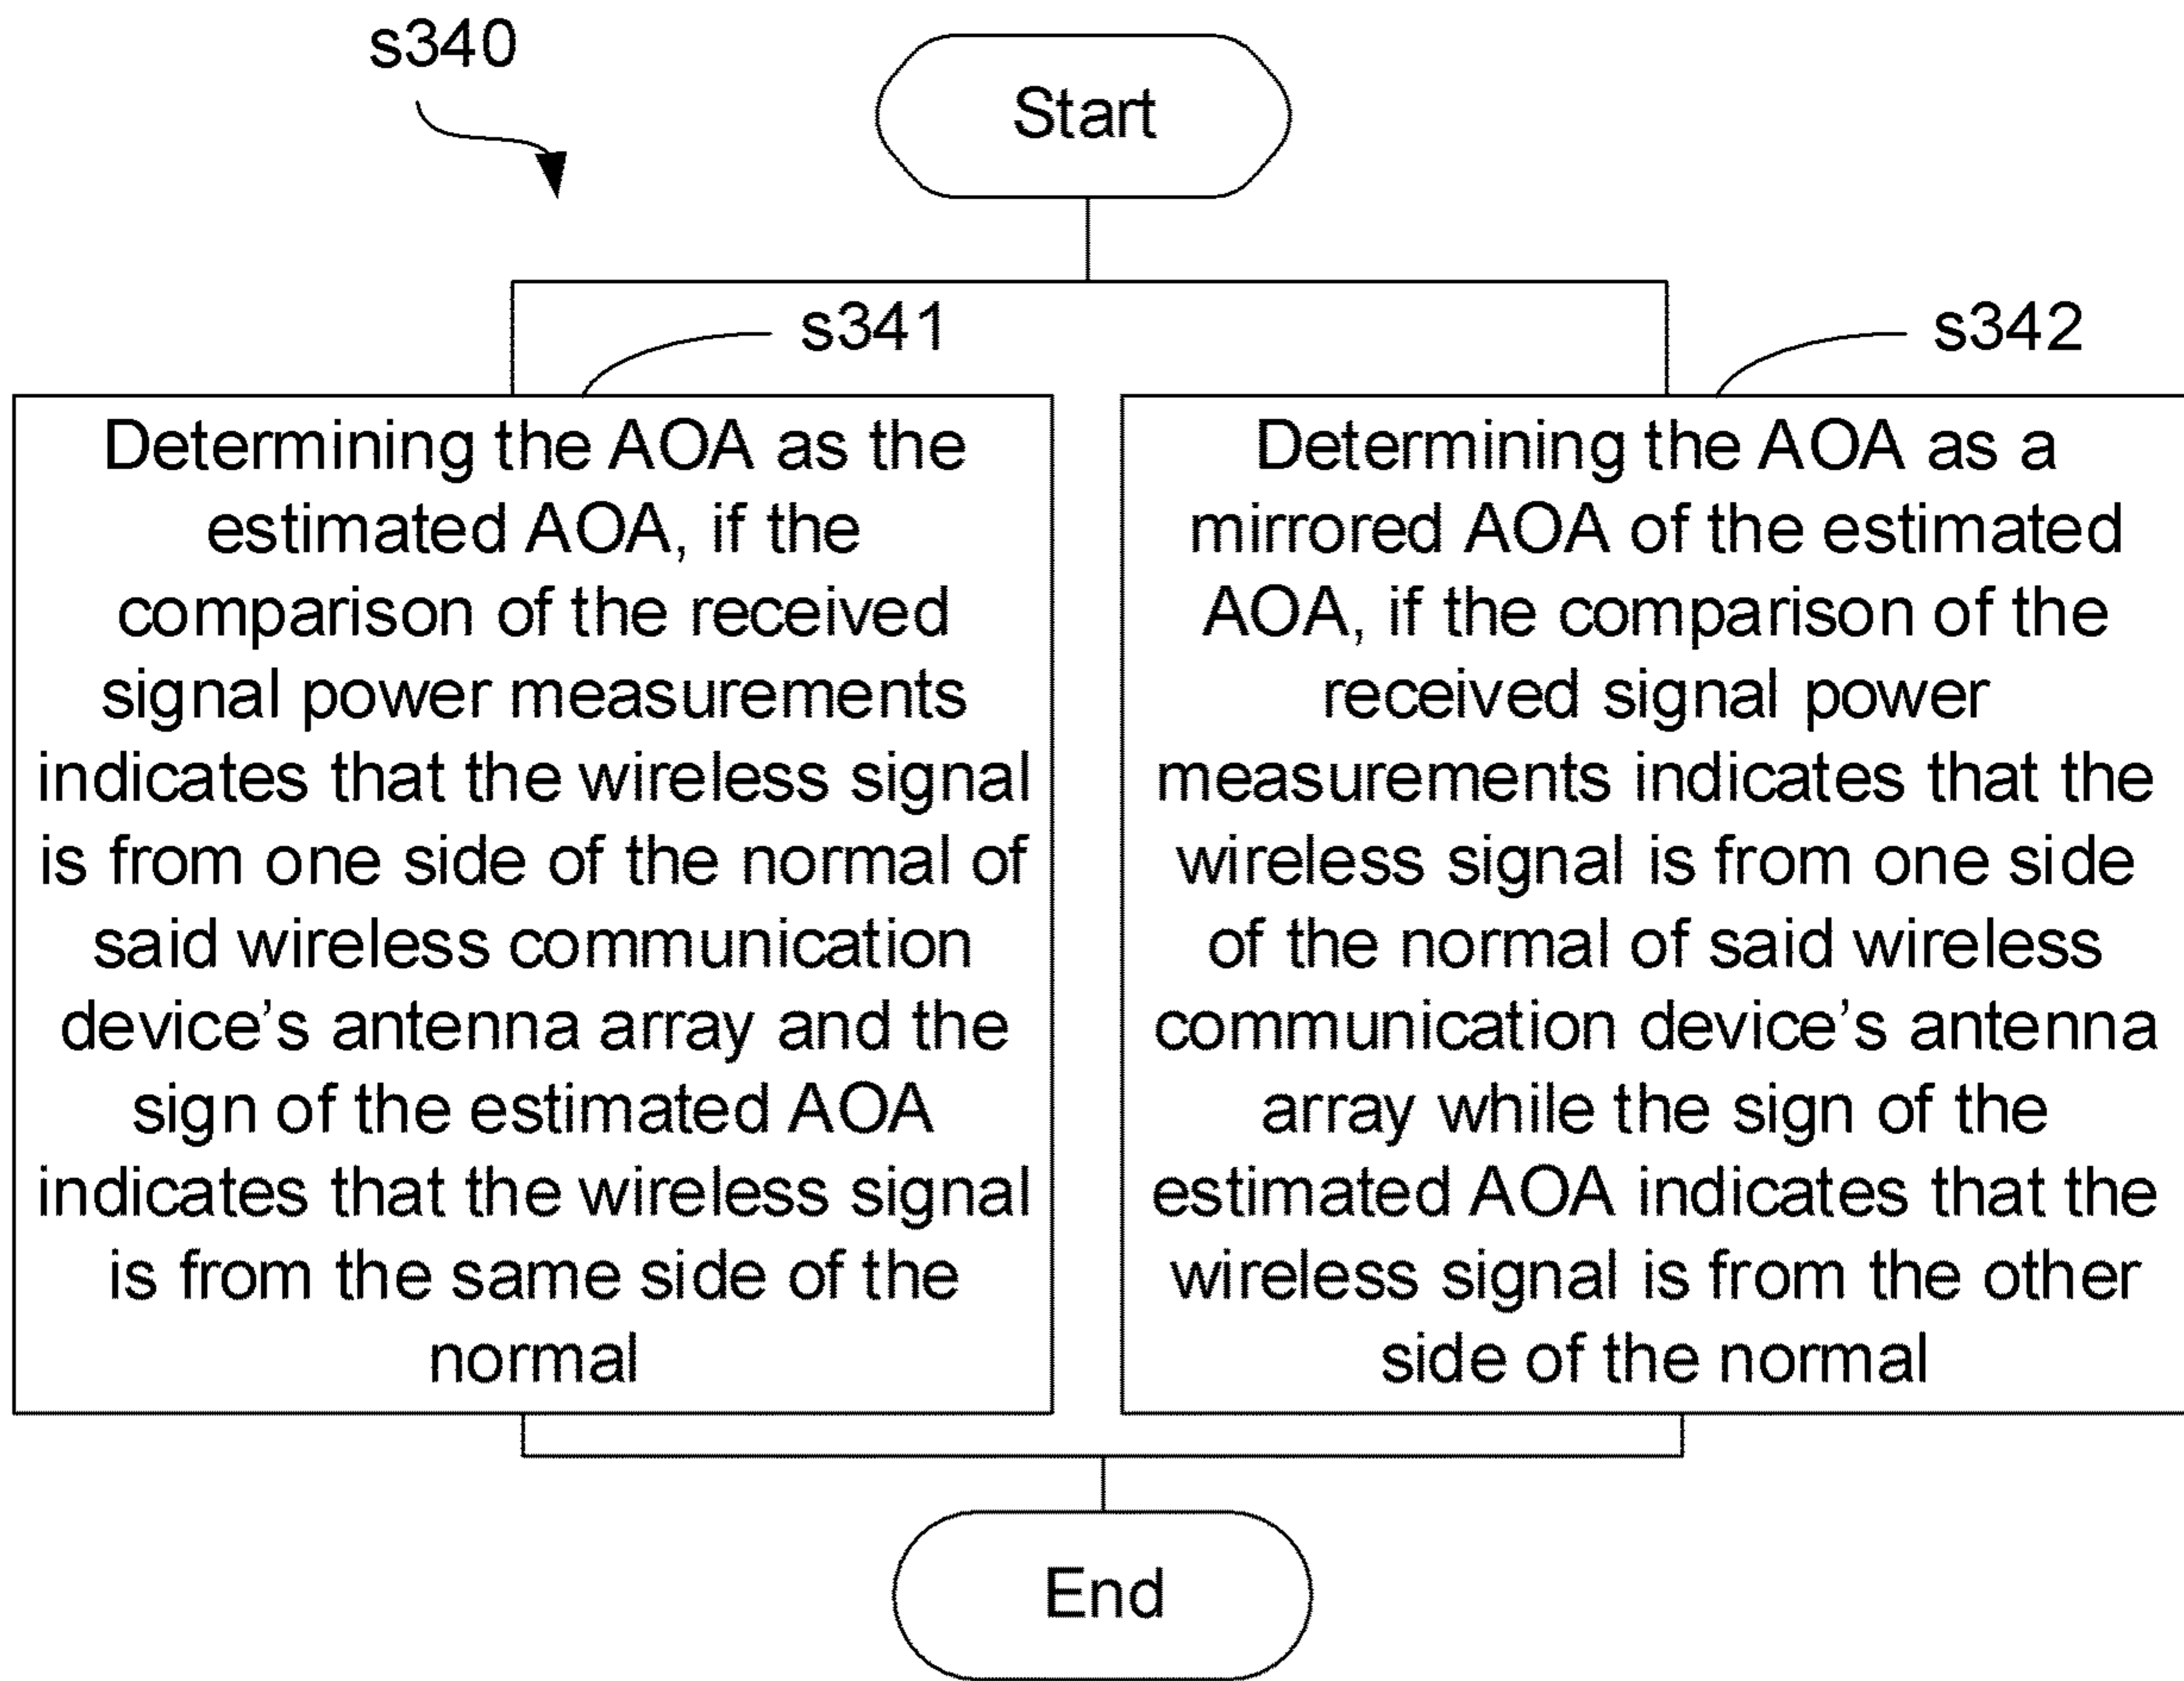 s340
Start
s341
s342
Determining the AOA as the
estimated AOA, if the
comparison of the received
signal power measurements
indicates that the wireless signal
is from one side of the normal of
said wireless communication
device’s antenna array and the
sign of the estimated AOA
indicates that the wireless signal
is from the same side of the
normal
Determining the AOA as a
mirrored AOA of the estimated
AOA, if the comparison of the
received signal power
measurements indicates that the
wireless signal is from one side
of the normal of said wireless
communication device’s antenna
array while the sign of the
estimated AOA indicates that the
wireless signal is from the other
side of the normal
End